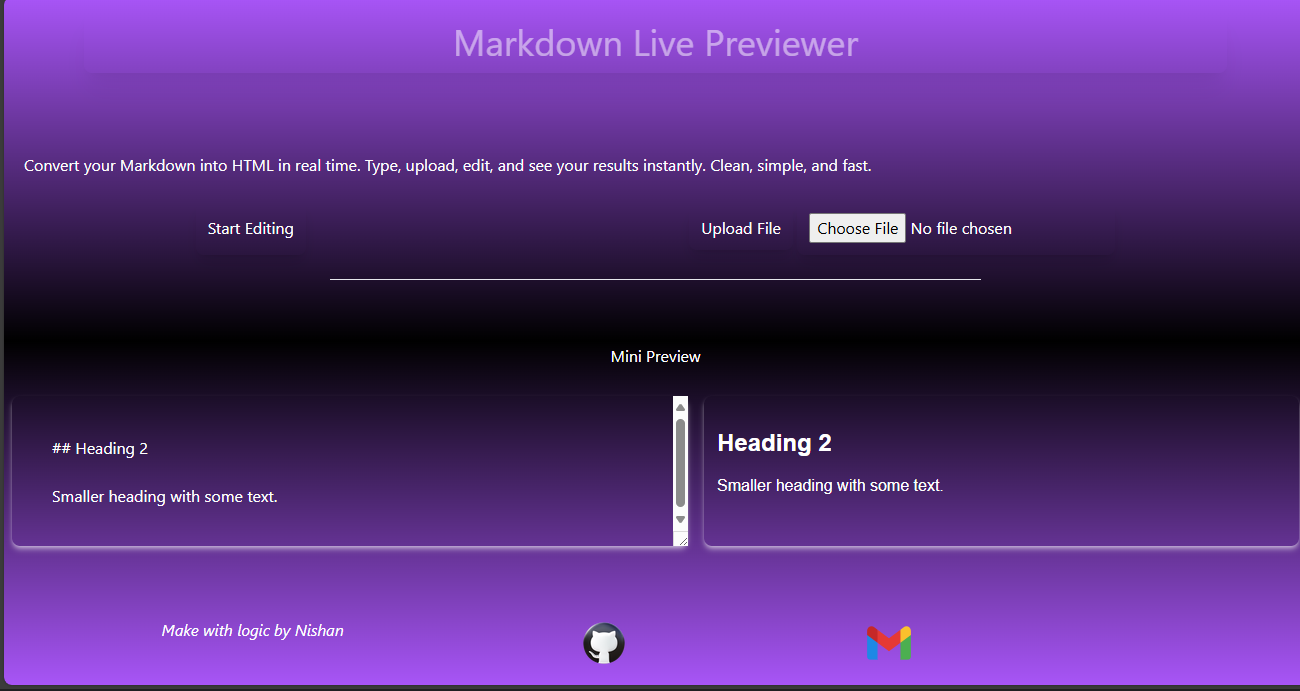 Markdown Live Previewer
Convert your Markdown into HTML in real time. Type, upload, edit, and see your results instantly. Clean, simple, and fast.
Start Editing
Upload File
Choose File No file chosen
Mini Preview
## Heading 2
Smaller heading with some text.
Heading 2
Smaller heading with some text.
Make with logic by Nishan